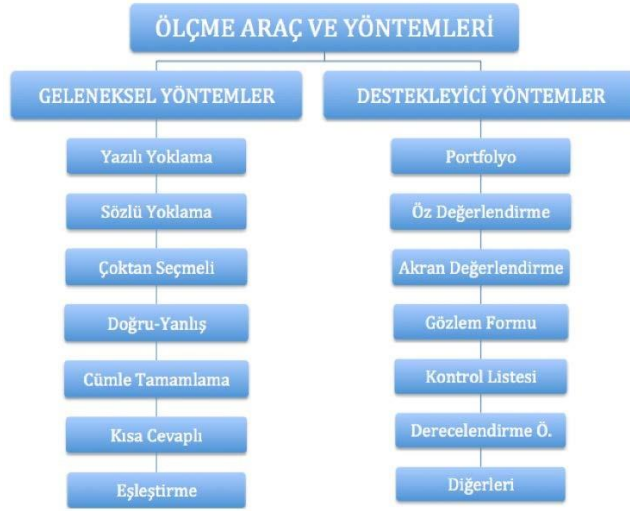 ÖLÇME ARAÇ VE YÖNTEMLERİ
GELENEKSEL YÖNTEMLER
Yazılı Yoklama
Sözlü Yoklama
Çoktan Seçmeli
Doğru-Yanlış
Cümle Tamamlama
Kısa Cevaplı
Eşleştirme
DESTEKLEYİCİ YÖNTEMLER
Portfolyo
Öz Değerlendirme
Akran Değerlendirme
Gözlem Formu
Kontrol Listesi
Derecelendirme Ö.
Diğerleri